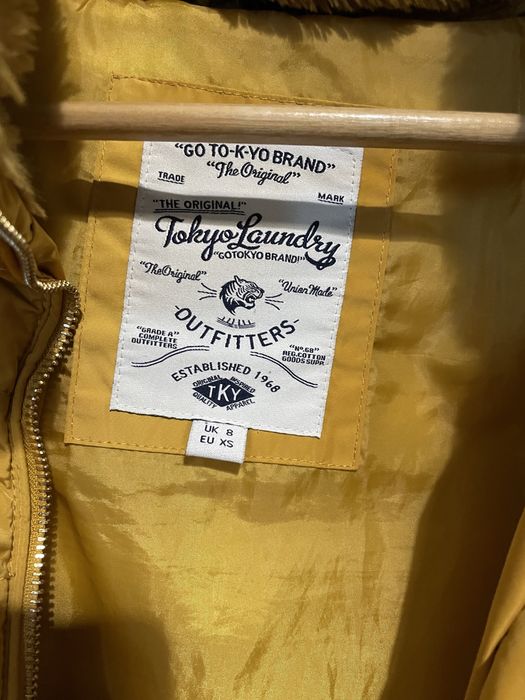 "GO TO-K-YO BRAND"
"The Original"
TRADE MARK
"THE ORIGINAL!"
Tokyo Laundry
"GOTOKYO BRAND!"
"The Original" "Union Made"
OUTFITTERS
"GRADE A"
COMPLETE
OUTFITTERS
"No.68"
REG.COTTON
GOODS SUPR.
ESTABLISHED 1968
ORIGINAL INSPIRED
TKY
QUALITY APPAREL
UK 8
EU XS